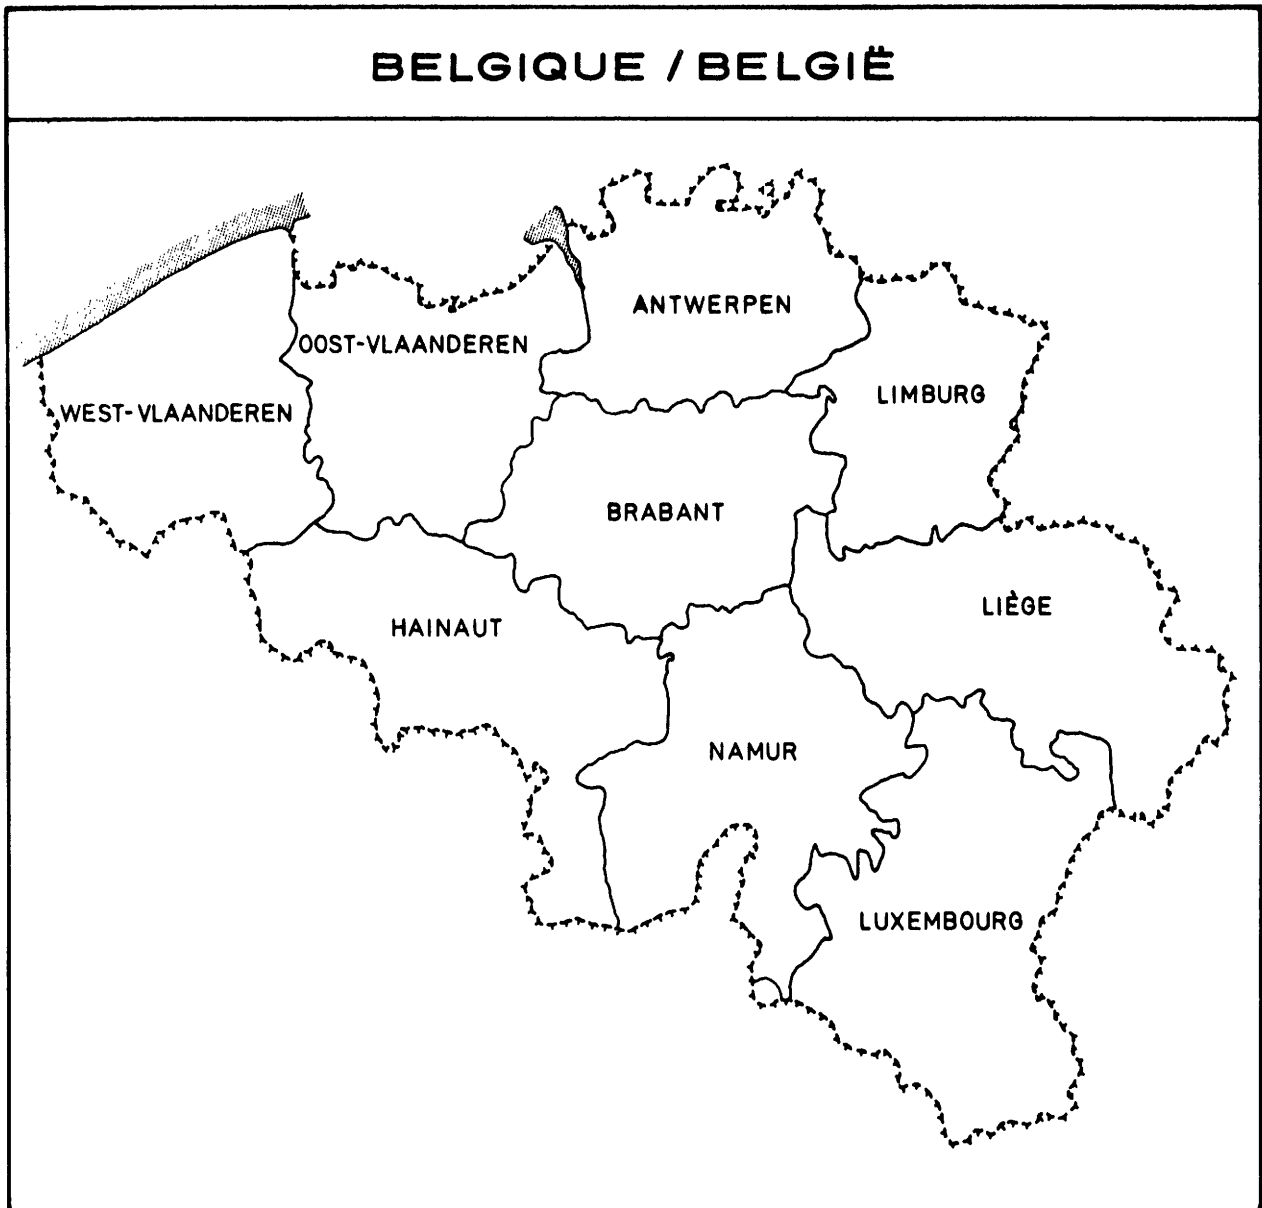 BELGIQUE / BELGIË
ANTWERPEN
OOST-VLAANDEREN
LIMBURG
WEST-VLAANDEREN
BRABANT
LIÈGE
HAINAUT
NAMUR
LUXEMBOURG